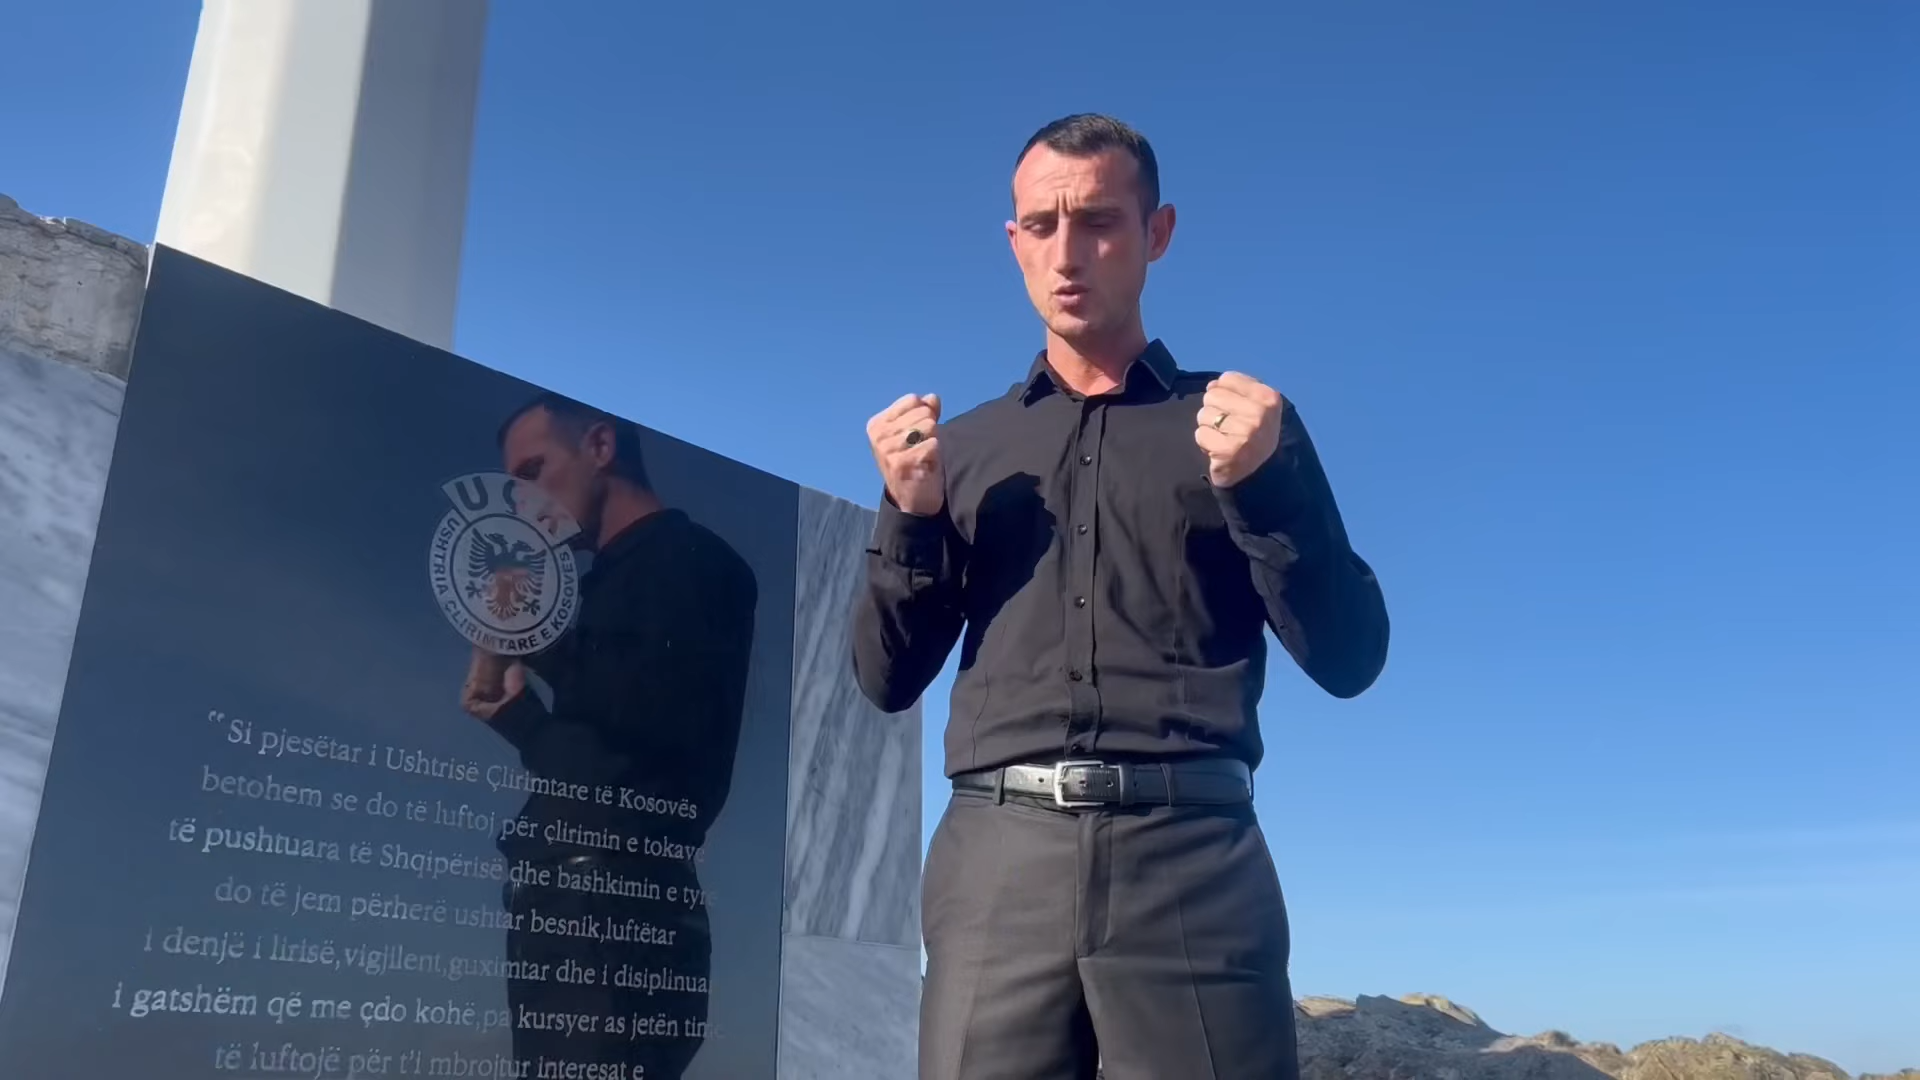 UÇ
USHTRIA ÇLIRIMTARE E KOSOVËS
“Si pjesëtar i Ushtrisë Çlirimtare të Kosovës
betohem se do të luftoj për çlirimin e tokave
të pushtuara të Shqipërisë dhe bashkimin e tyre
do të jem përherë ushtar besnik,luftëtar
i denjë i lirisë,vigjilent,guximtar dhe i disiplinuar
i gatshëm që me çdo kohë,pa kursyer as jetën time
të luftojë për t'i mbrojtur interesat e